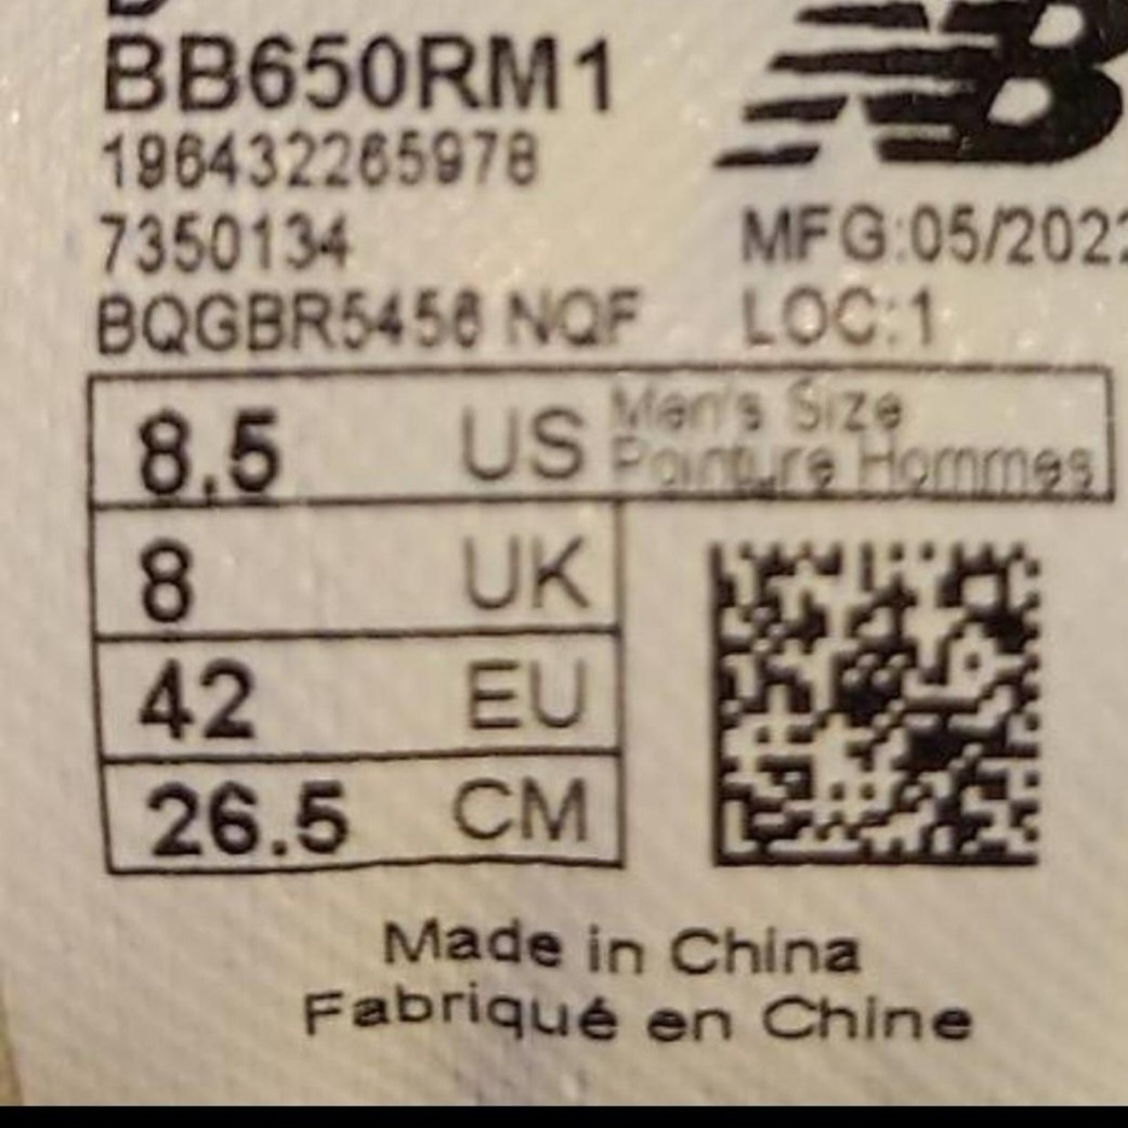 D
BB650RM1
196432265978
7350134
MFG:05/2022
BQGBR5456 NQF
LOC:1
8.5 US Men's Size
Pointure Hommes
8 UK
42 EU
26.5 CM
Made in China
Fabriqué en Chine